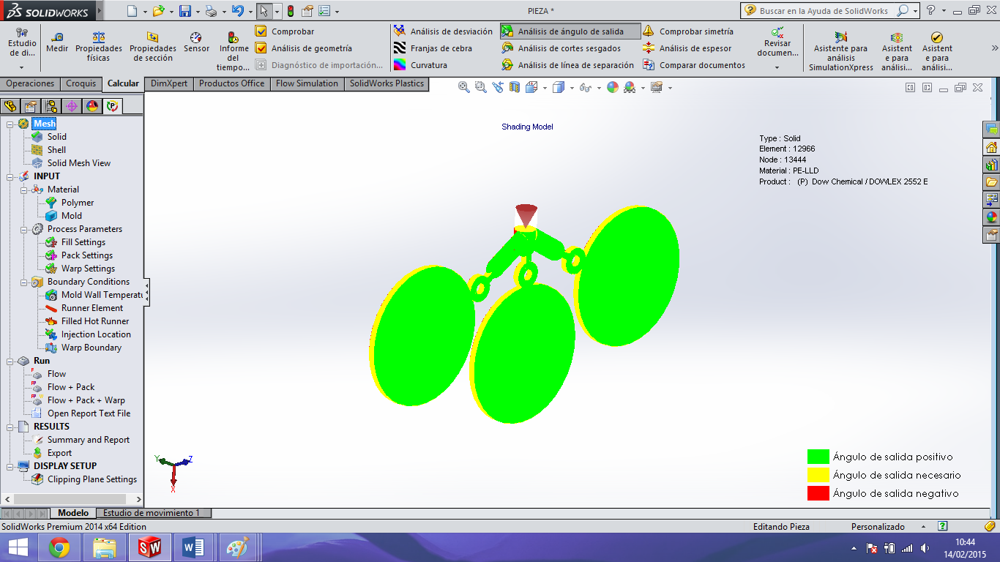 SOLIDWORKS
PIEZA *
Buscar en la Ayuda de SolidWorks
Estudio de di...
Medir
Propiedades físicas
Propiedades de sección
Sensor
Informe del tiempo...
Comprobar
Análisis de geometría
Diagnóstico de importación...
Análisis de desviación
Franjas de cebra
Curvatura
Análisis de ángulo de salida
Análisis de cortes sesgados
Análisis de línea de separación
Comprobar simetría
Análisis de espesor
Comparar documentos
Revisar documen...
Asistente para análisis SimulationXpress
Asistent e para análisi...
Asistent e para análisi...
Operaciones
Croquis
Calcular
DimXpert
Productos Office
Flow Simulation
SolidWorks Plastics
Mesh
Solid
Shell
Solid Mesh View
INPUT
Material
Polymer
Mold
Process Parameters
Fill Settings
Pack Settings
Warp Settings
Boundary Conditions
Mold Wall Temperatu
Runner Element
Filled Hot Runner
Injection Location
Warp Boundary
Run
Flow
Flow + Pack
Flow + Pack + Warp
Open Report Text File
RESULTS
Summary and Report
Export
DISPLAY SETUP
Clipping Plane Settings
Shading Model
Type : Solid
Element : 12966
Node : 13444
Material : PE-LLD
Product : (P) Dow Chemical / DOWLEX 2552 E
Y
Z
X
Ángulo de salida positivo
Ángulo de salida necesario
Ángulo de salida negativo
Modelo
Estudio de movimiento 1
SolidWorks Premium 2014 x64 Edition
Editando Pieza
Personalizado
10:44
14/02/2015